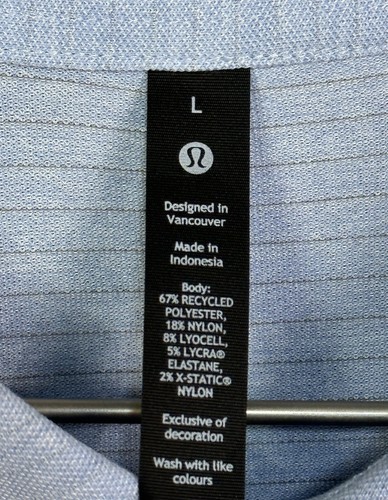 L
Designed in
Vancouver
Made in
Indonesia
Body:
67% RECYCLED
POLYESTER,
18% NYLON,
8% LYOCELL,
5% LYCRA®
ELASTANE,
2% X-STATIC®
NYLON
Exclusive of
decoration
Wash with like
colours